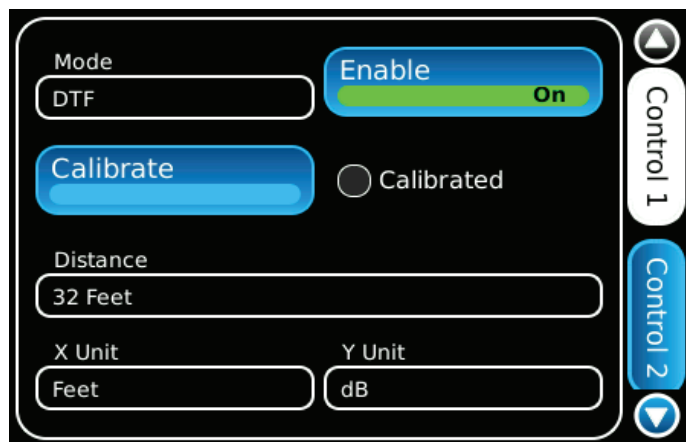 Mode
DTF
Enable
On
Calibrate
Calibrated
Distance
32 Feet
X Unit
Feet
Y Unit
dB
Control 1
Control 2